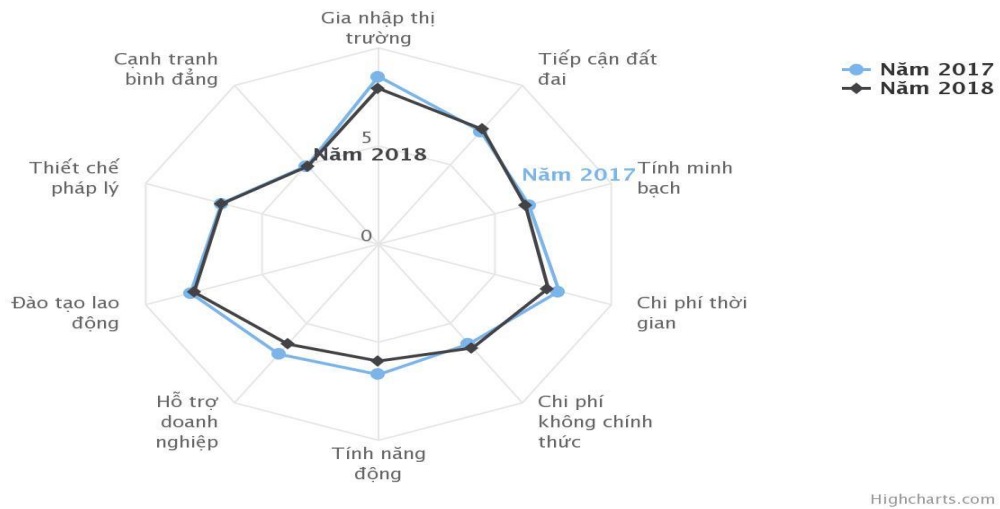 Gia nhập thị
trường
Cạnh tranh
bình đẳng
Tiếp cận đất
đai
Năm 2017
Năm 2018
5
Năm 2018
Thiết chế
pháp lý
Năm 2017
Tính minh
bạch
0
Đào tạo lao
động
Chi phí thời
gian
Hỗ trợ
doanh
nghiệp
Chi phí
không chính
thức
Tính năng
động
Highcharts.com